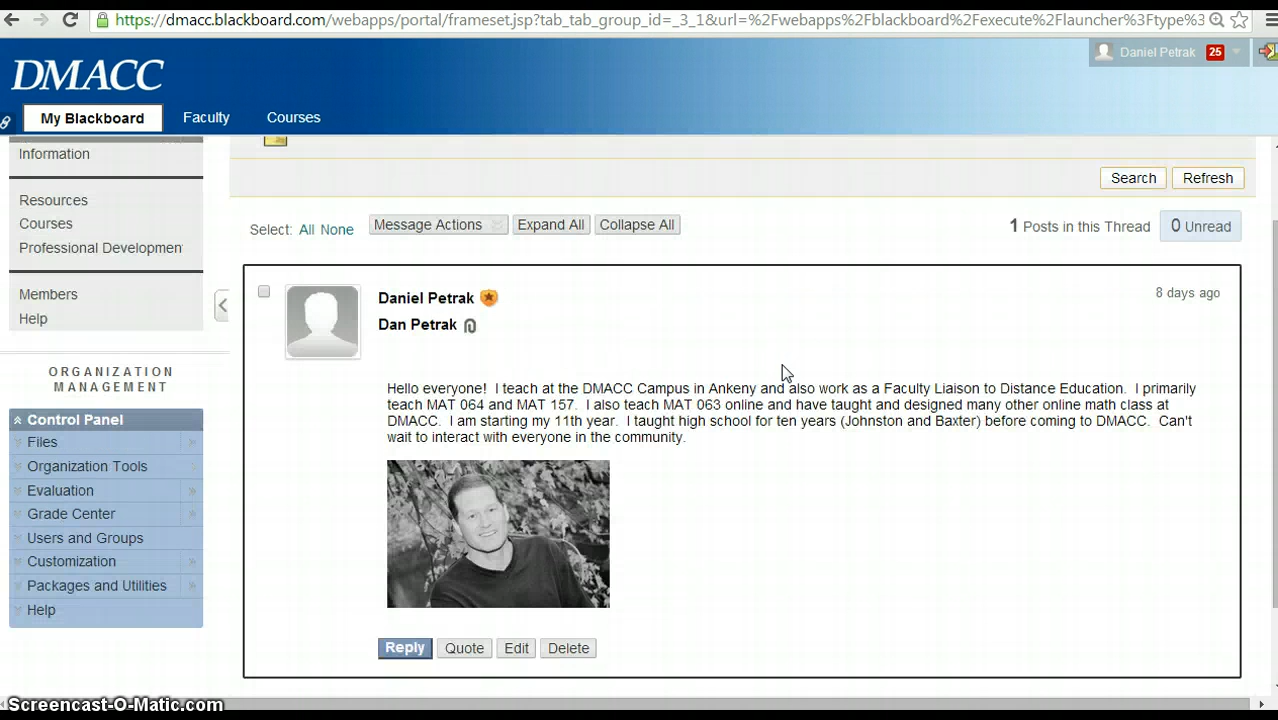 https://dmacc.blackboard.com/webapps/portal/frameset.jsp?tab_tab_group_id=_3_1&url=%2Fwebapps%2Fblackboard%2Fexecute%2Flauncher%3Ftype%3
DMACC
Daniel Petrak 25
My Blackboard Faculty Courses
Information
Resources
Courses
Professional Development
Members
Help
ORGANIZATION
MANAGEMENT
Control Panel
Files
Organization Tools
Evaluation
Grade Center
Users and Groups
Customization
Packages and Utilities
Help
Search Refresh
Select: All None Message Actions Expand All Collapse All 1 Posts in this Thread 0 Unread
Daniel Petrak 8 days ago
Dan Petrak
Hello everyone! I teach at the DMACC Campus in Ankeny and also work as a Faculty Liaison to Distance Education. I primarily
teach MAT 064 and MAT 157. I also teach MAT 063 online and have taught and designed many other online math class at
DMACC. I am starting my 11th year. I taught high school for ten years (Johnston and Baxter) before coming to DMACC. Can't
wait to interact with everyone in the community.
Reply Quote Edit Delete
Screencast-O-Matic.com